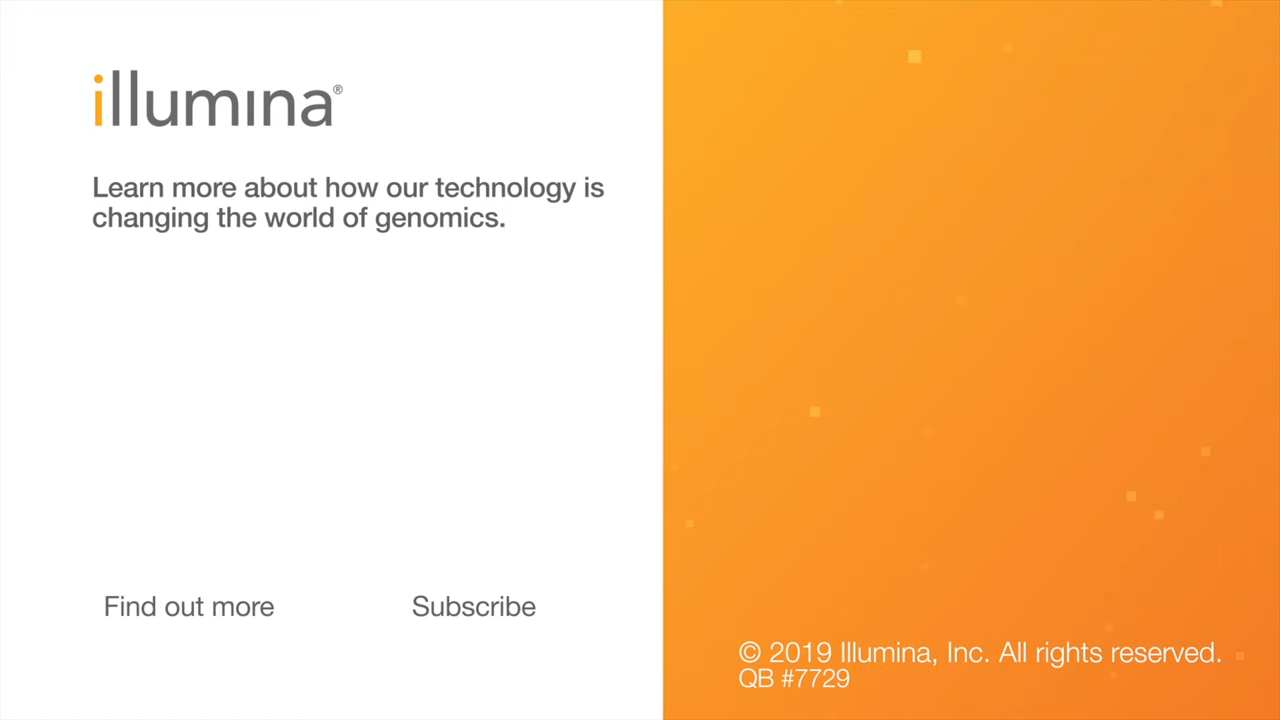 illumina®
Learn more about how our technology is
changing the world of genomics.
Find out more
Subscribe
© 2019 Illumina, Inc. All rights reserved.
QB #7729